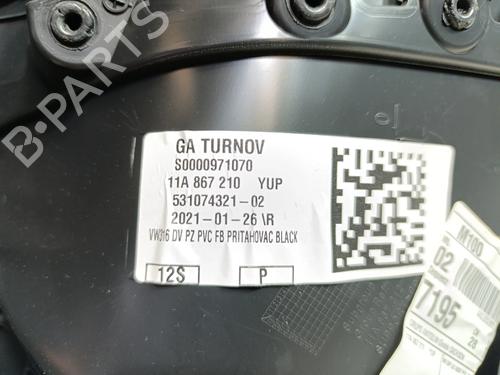 B-PARTS
GA TURNOV
S0000971070
11A 867 210 YUP
531074321-02
2021-01-26\R
VW316 DV PZ PVC FB PRITAHOVAC BLACK
12S P
M100
02
7195